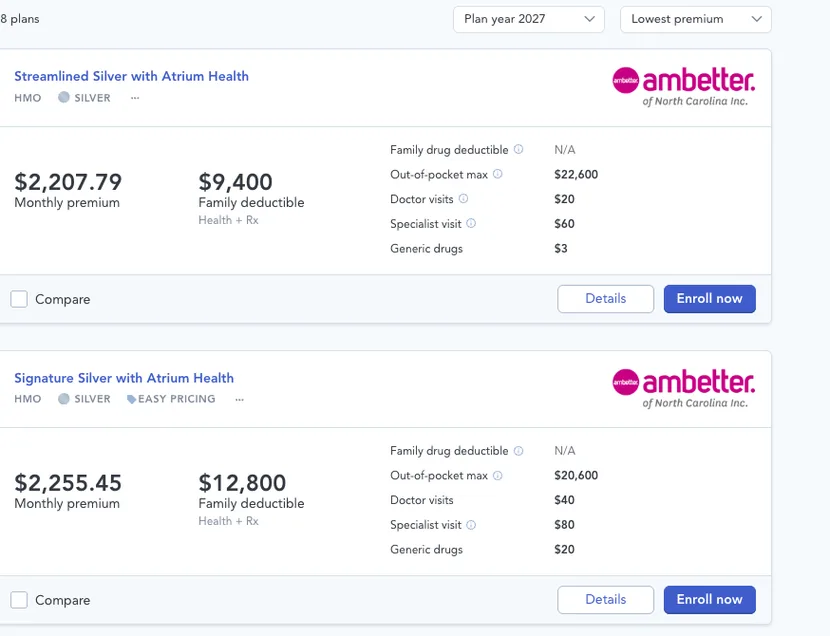 8 plans
Plan year 2027
Lowest premium
Streamlined Silver with Atrium Health
HMO SILVER ...
ambetter ambetter.
of North Carolina Inc.
Family drug deductible N/A
Out-of-pocket max $22,600
Doctor visits $20
Specialist visit $60
Generic drugs $3
$2,207.79
Monthly premium
$9,400
Family deductible
Health + Rx
Compare
Details
Enroll now
Signature Silver with Atrium Health
HMO SILVER EASY PRICING ...
ambetter ambetter.
of North Carolina Inc.
Family drug deductible N/A
Out-of-pocket max $20,600
Doctor visits $40
Specialist visit $80
Generic drugs $20
$2,255.45
Monthly premium
$12,800
Family deductible
Health + Rx
Compare
Details
Enroll now